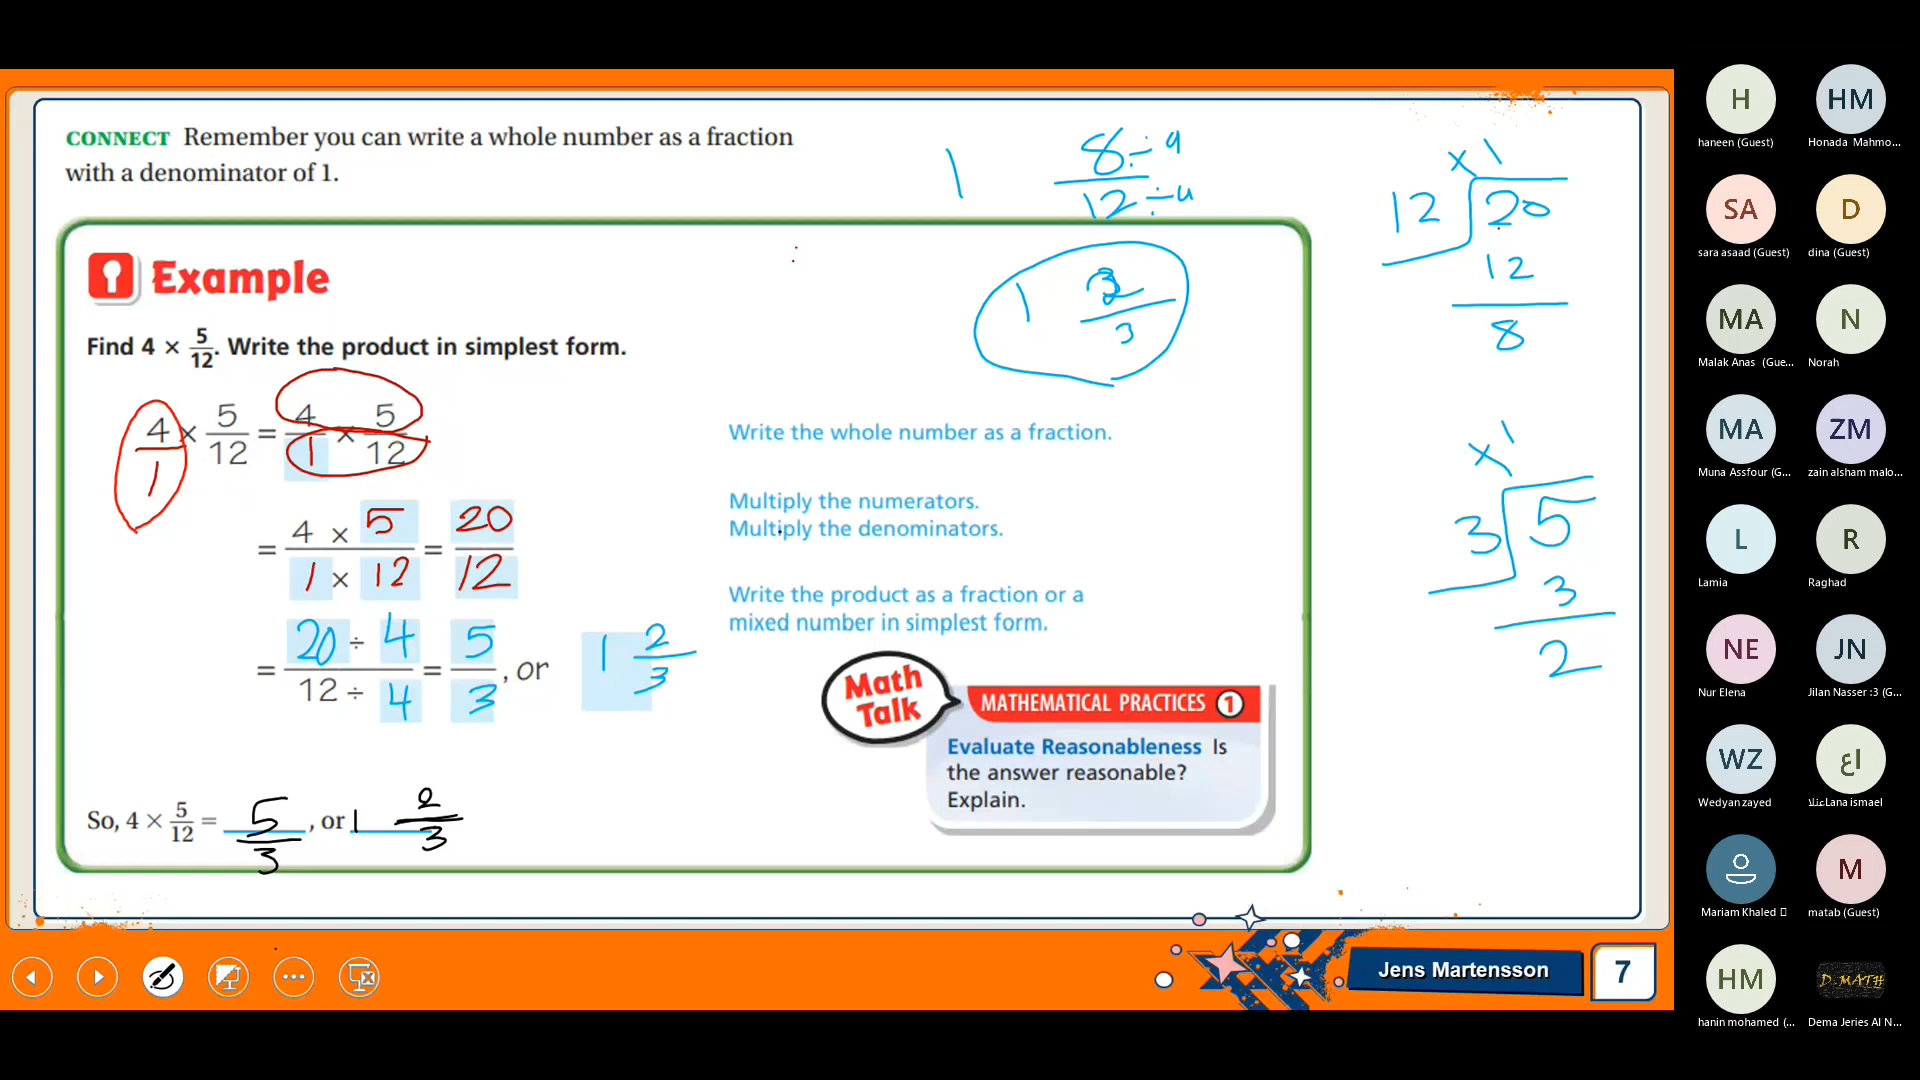 CONNECT Remember you can write a whole number as a fraction
with a denominator of 1.
1 8 ÷ 4 / 12 ÷ 4
1 2/3
Example
Find 4 × 5/12. Write the product in simplest form.
4/1 × 5/12 = 4/1 × 5/12
Write the whole number as a fraction.
= 4 × 5 / 1 × 12 = 20/12
Multiply the numerators.
Multiply the denominators.
= 20 ÷ 4 / 12 ÷ 4 = 5/3, or 1 2/3
Write the product as a fraction or a
mixed number in simplest form.
Math
Talk
MATHEMATICAL PRACTICES 1
Evaluate Reasonableness Is
the answer reasonable?
Explain.
So, 4 × 5/12 = 5/3, or 1 2/3
× 1
12 20
12
8
× 1
3 5
3
2
Jens Martensson
7
H
haneen (Guest)
HM
Honada Mahmo...
SA
sara asaad (Guest)
D
dina (Guest)
MA
Malak Anas (Gue...
N
Norah
MA
Muna Assfour (G...
ZM
zain alsham malo...
L
Lamia
R
Raghad
NE
Nur Elena
JN
Jilan Nasser :3 (G...
WZ
Wedyan zayed
اع
Lana ismael
Mariam Khaled
M
matab (Guest)
HM
hanin mohamed (...
D. MATH
Dema Jeries Al N...